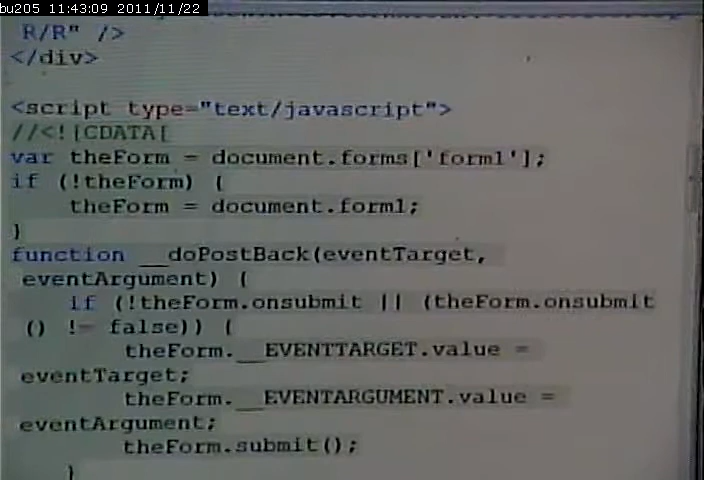 bu205 11:43:09 2011/11/22
R/R" />
</div>
<script type="text/javascript">
//<![CDATA[
var theForm = document.forms['form1'];
if (!theForm) {
theForm = document.form1;
}
function __doPostBack(eventTarget,
eventArgument) {
if (!theForm.onsubmit || (theForm.onsubmit
() != false)) {
theForm.__EVENTTARGET.value =
eventTarget;
theForm.__EVENTARGUMENT.value =
eventArgument;
theForm.submit();
}